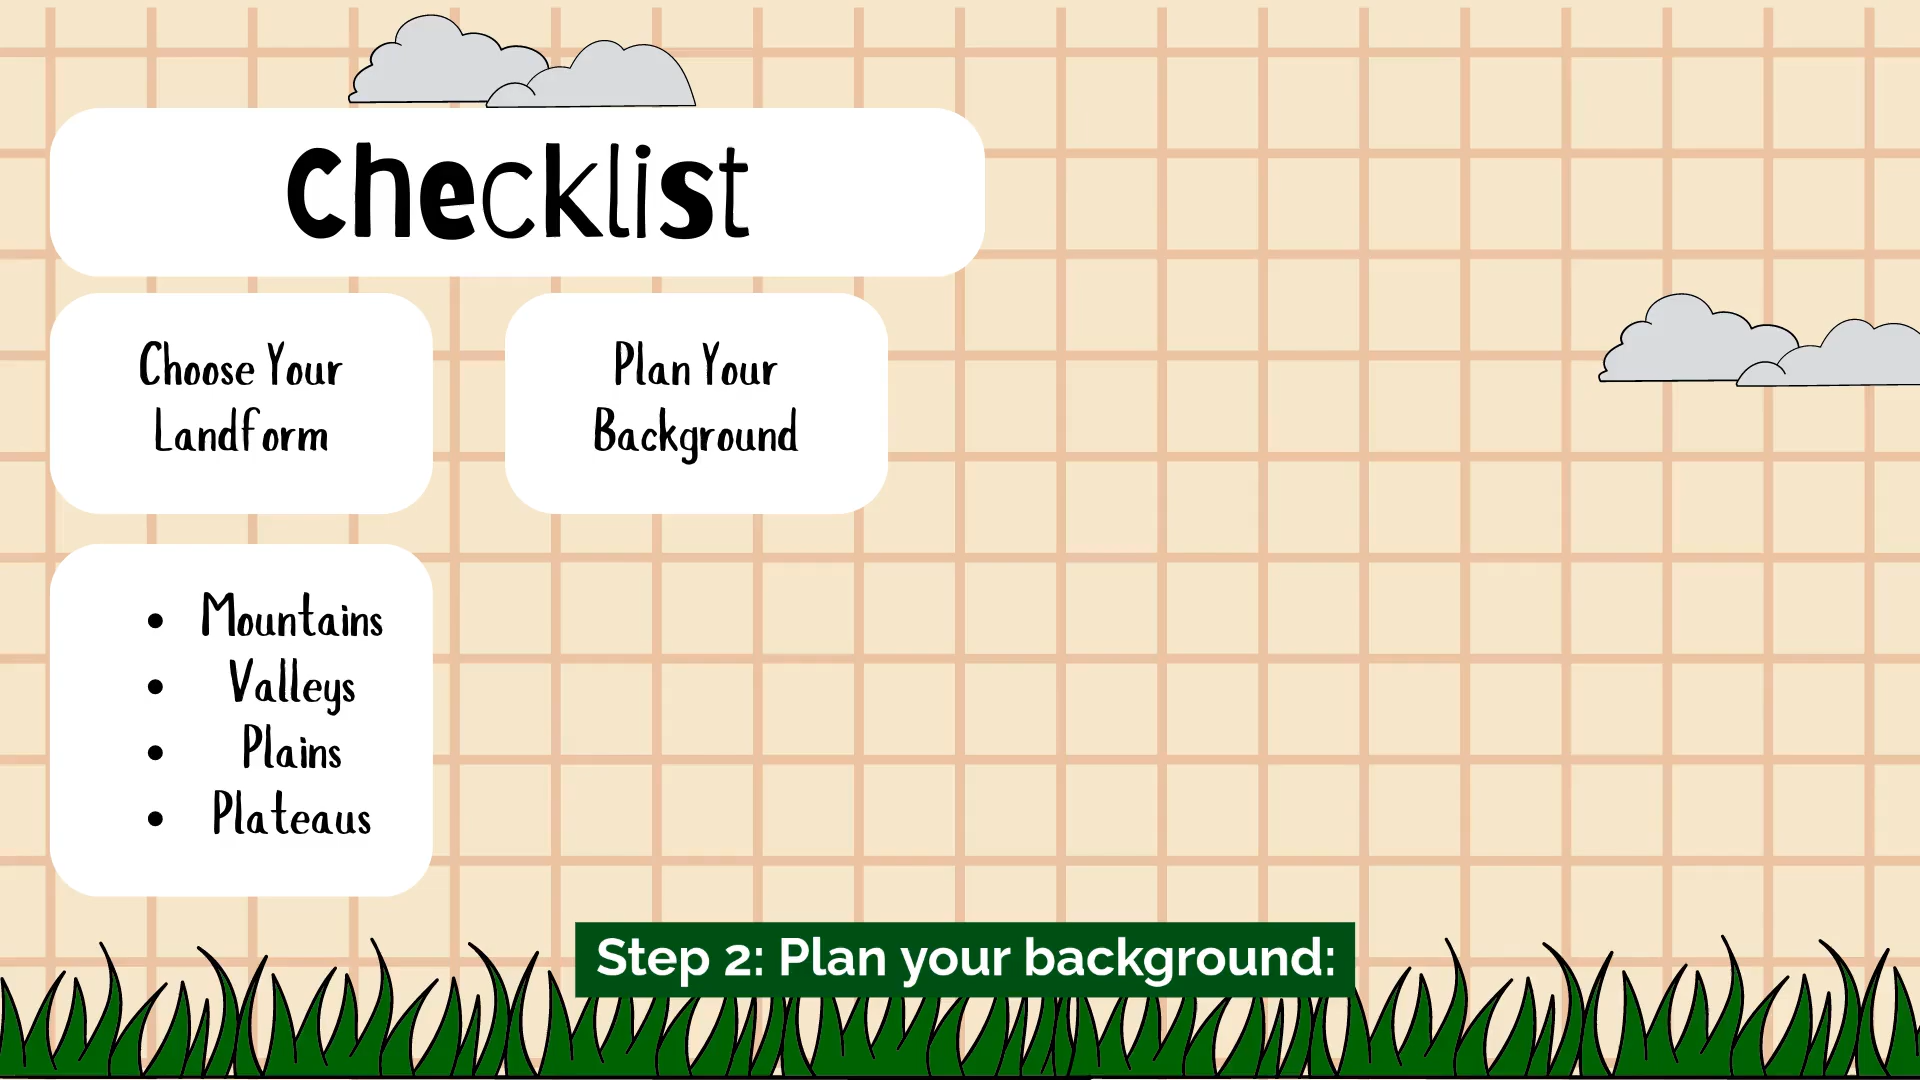 Checklist
Choose Your
Landform
Plan Your
Background
• Mountains
• Valleys
• Plains
• Plateaus
Step 2: Plan your background: